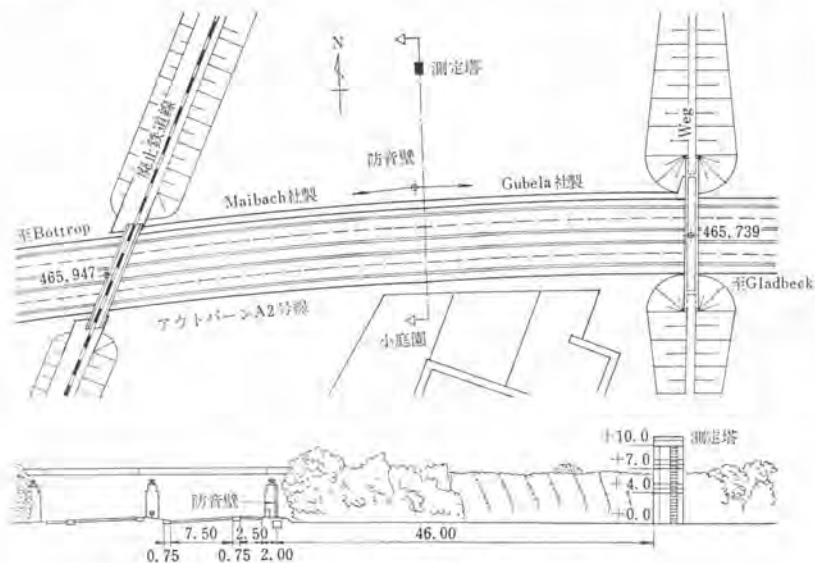 N
測定塔
廃止鉄道線
Weg
防音壁
Maibach社製
Gubela社製
至Bottrop
465,739
465,947
至Gladbeck
アウトバーンA2号線
小庭園
+10.0
測定塔
+7.0
+4.0
防音壁
+0.0
7.50
2.50
46.00
0.75
0.75
2.00